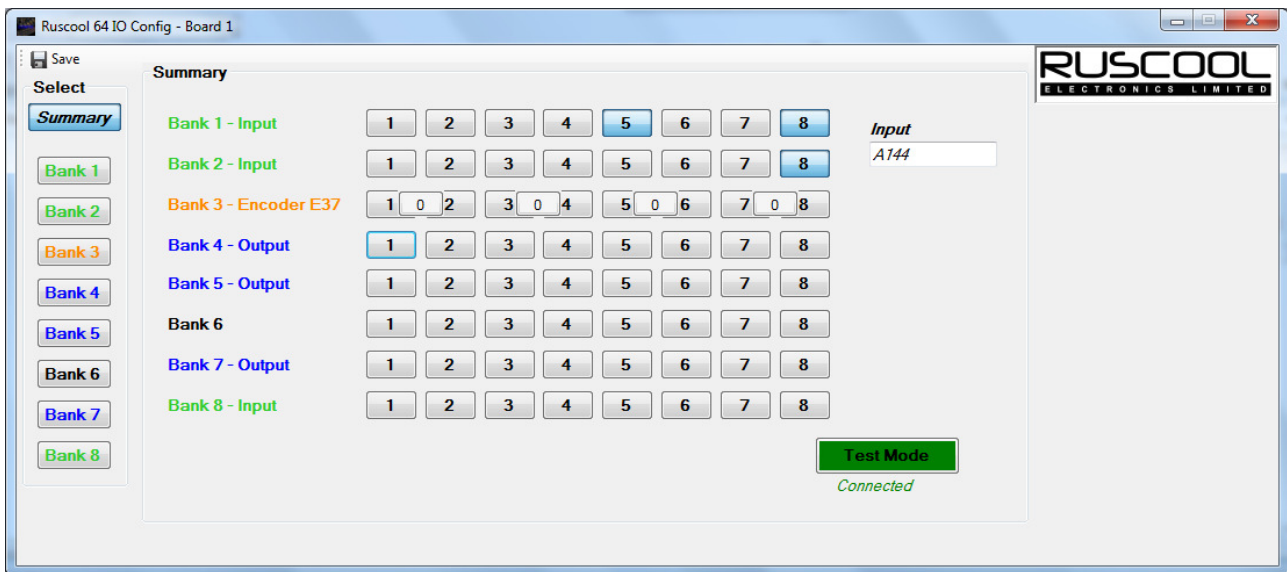 Ruscool 64 IO Config - Board 1
Save
Select
Summary
Bank 1
Bank 2
Bank 3
Bank 4
Bank 5
Bank 6
Bank 7
Bank 8
Summary
Bank 1 - Input 1 2 3 4 5 6 7 8
Bank 2 - Input 1 2 3 4 5 6 7 8
Bank 3 - Encoder E37 1 0 2 3 0 4 5 0 6 7 0 8
Bank 4 - Output 1 2 3 4 5 6 7 8
Bank 5 - Output 1 2 3 4 5 6 7 8
Bank 6 1 2 3 4 5 6 7 8
Bank 7 - Output 1 2 3 4 5 6 7 8
Bank 8 - Input 1 2 3 4 5 6 7 8
Input
A144
Test Mode
Connected
RUSCOOL
ELECTRONICS LIMITED